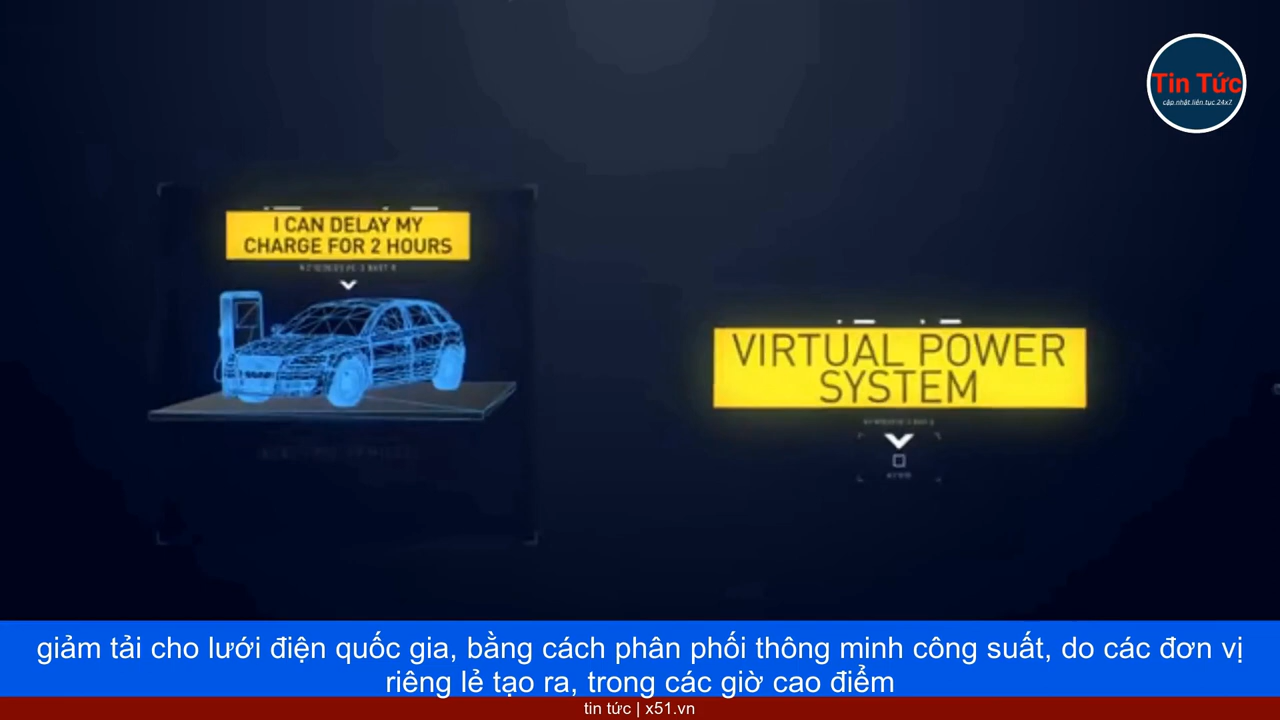 Tin Tức
cập nhật liên tục 24x7
I CAN DELAY MY
CHARGE FOR 2 HOURS
VIRTUAL POWER
SYSTEM
giảm tải cho lưới điện quốc gia, bằng cách phân phối thông minh công suất, do các đơn vị
riêng lẻ tạo ra, trong các giờ cao điểm
tin tức | x51.vn